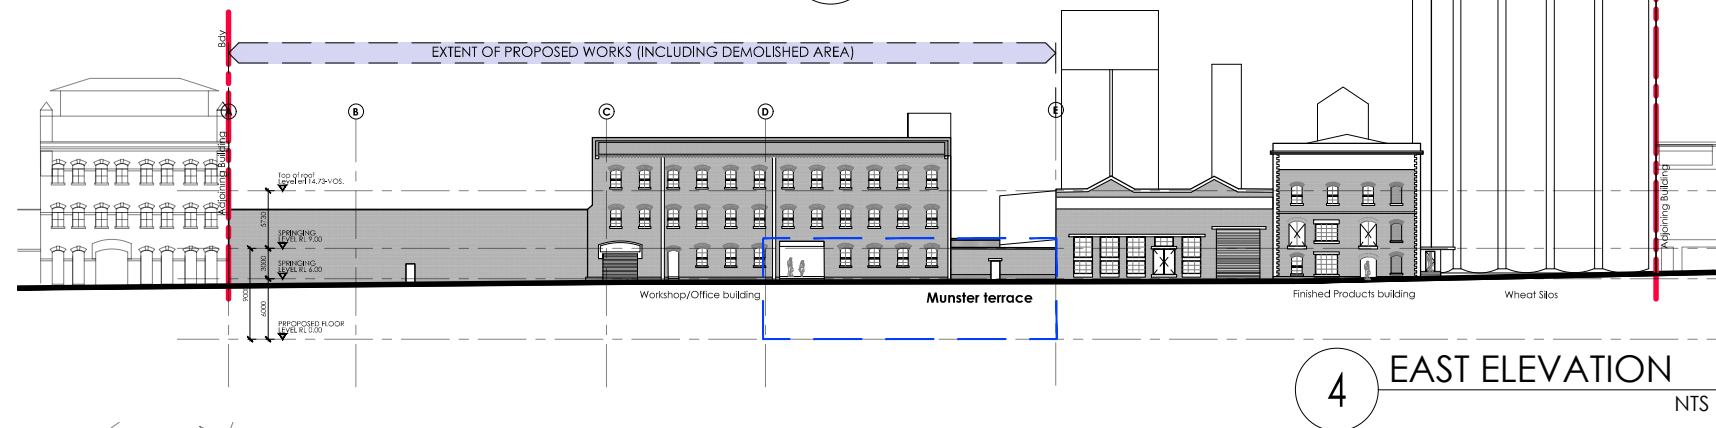 Bdy
EXTENT OF PROPOSED WORKS (INCLUDING DEMOLISHED AREA)
A
B
C
D
E
Adjoining Building
Adjoining Building
Top of roof
5730
SPRINGING
LEVEL RL 9.00
3000
SPRINGING
LEVEL RL 6.00
6000
PRPOPOSED FLOOR
LEVEL RL 0.00
Workshop/Office building
Munster terrace
Finished Products building
Wheat Silos
4
EAST ELEVATION
NTS